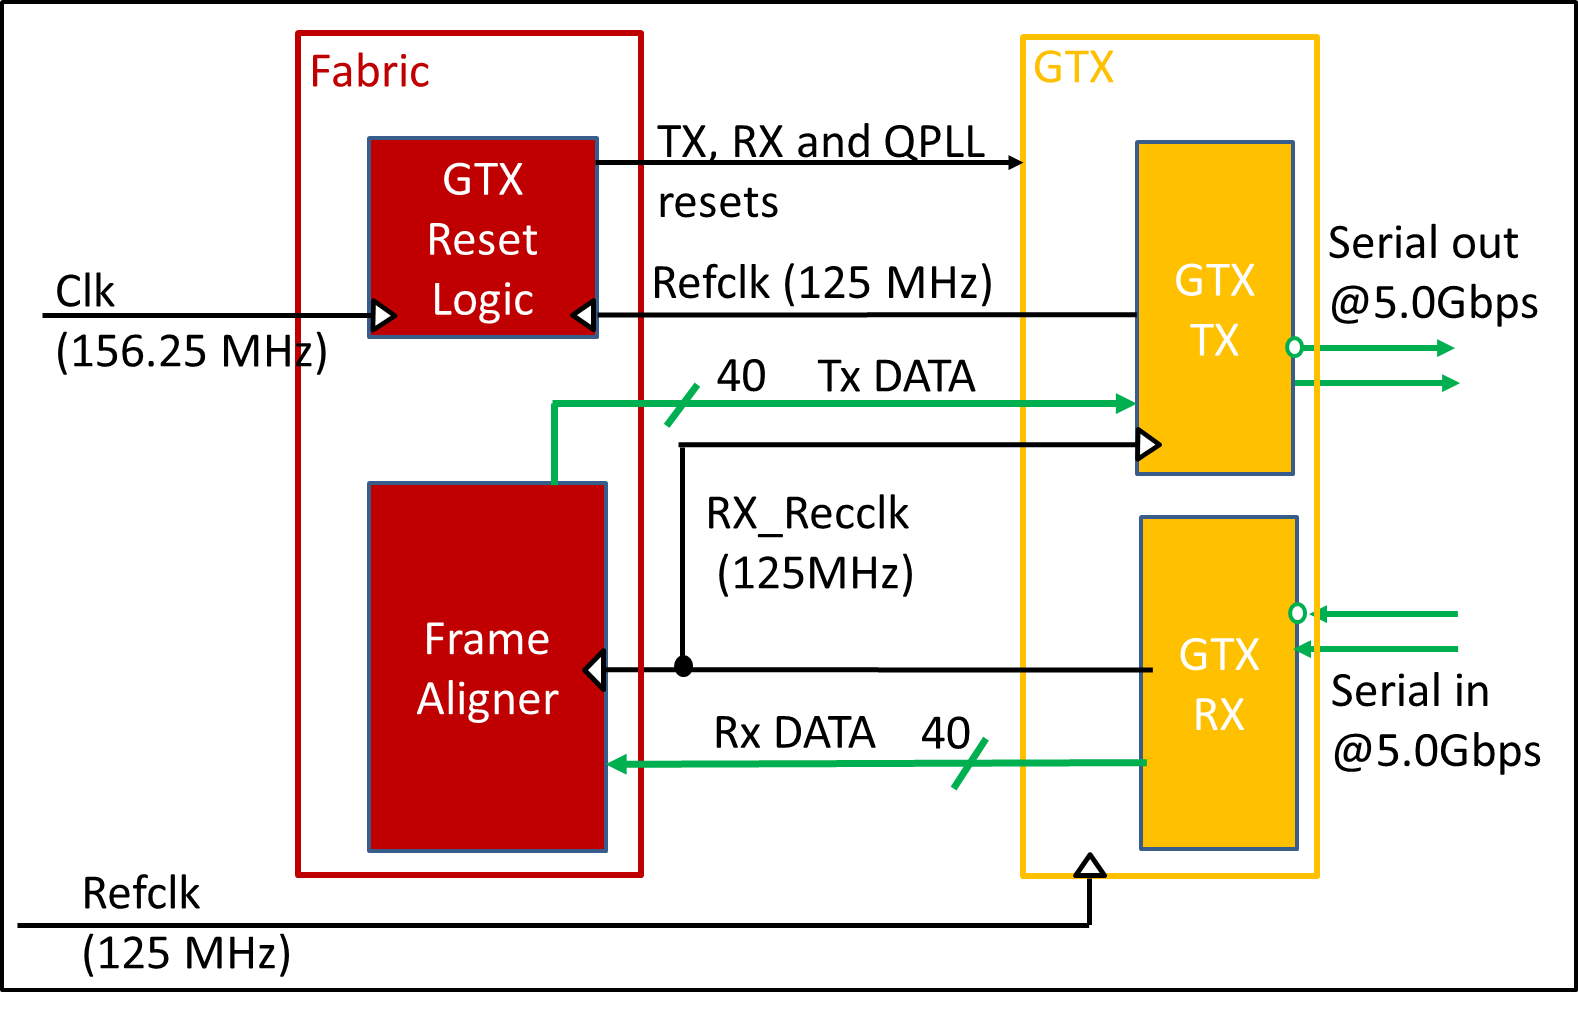 Fabric
GTX
GTX
Reset
Logic
TX, RX and QPLL
resets
Clk
(156.25 MHz)
Refclk (125 MHz)
GTX
TX
Serial out
@5.0Gbps
40 Tx DATA
RX_Recclk
(125MHz)
Frame
Aligner
GTX
RX
Serial in
@5.0Gbps
Rx DATA 40
Refclk
(125 MHz)